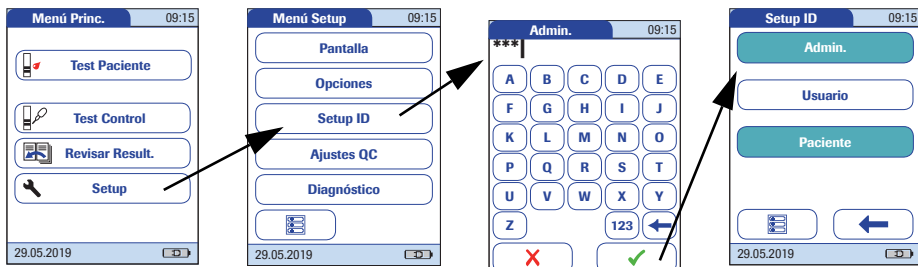 Menú Princ. 09:15
Test Paciente
Test Control
Revisar Result.
Setup
29.05.2019
Menú Setup 09:15
Pantalla
Opciones
Setup ID
Ajustes QC
Diagnóstico
29.05.2019
Admin. 09:15
***
A B C D E
F G H I J
K L M N O
P Q R S T
U V W X Y
Z 123
Setup ID 09:15
Admin.
Usuario
Paciente
29.05.2019